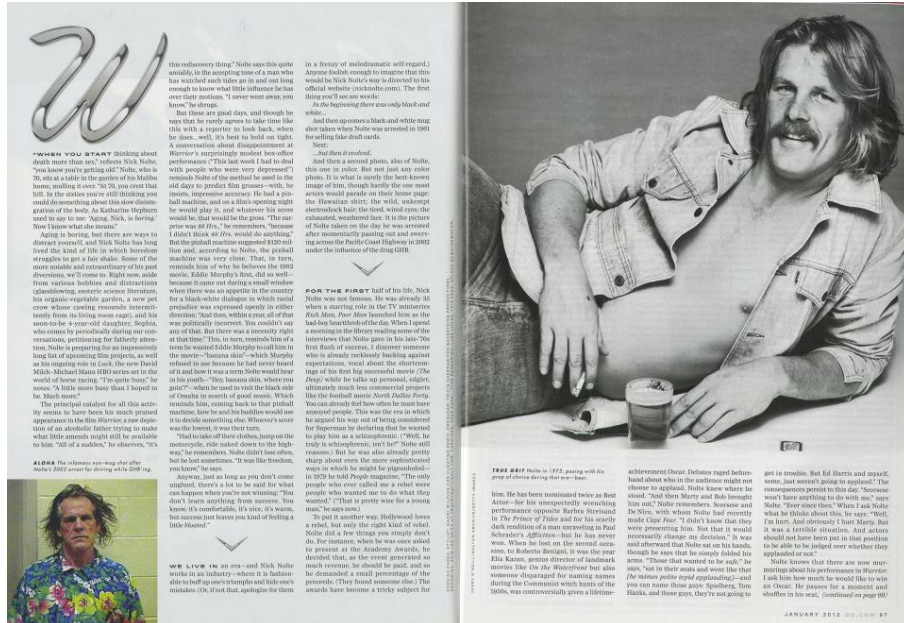 W
"WHEN YOU START thinking about
death more than sex," reflects Nick Nolte,
"you know you're getting old." Nolte, who is
70, sits at a table in the garden of his Malibu
home, mulling it over. "At 70, you crest that
hill. In the sixties you're still thinking you
could do something about this slow disinte-
gration of the body. As Katharine Hepburn
used to say to me: 'Aging, Nick, is boring.'
Now I know what she means."
Aging is boring, but there are ways to
distract yourself, and Nick Nolte has long
lived the kind of life in which boredom
struggles to get a fair shake. Some of the
more notable and extraordinary of his past
diversions, we'll come to. Right now, aside
from various hobbies and distractions
(glassblowing, esoteric science literature,
his organic-vegetable garden, a new pet
crow whose cawing resounds intermit-
tently from its living room cage), and his
soon-to-be 4-year-old daughter, Sophia,
who comes by periodically during our con-
versations, petitioning for fatherly atten-
tion, Nolte is preparing for an impressively
long list of upcoming film projects, as well
as his ongoing role in Luck, the new David
Milch–Michael Mann HBO series set in the
world of horse racing. "I'm quite busy," he
notes. "A little more busy than I hoped to
be. Much more."
The principal catalyst for all this activ-
ity seems to have been his much praised
appearance in the film Warrior, a raw depic-
tion of an alcoholic father trying to make
what little amends might still be available
to him. "All of a sudden," he observes, "it's
ALOHA The infamous non-mug shot after
Nolte's 2002 arrest for driving while GHB'ing.
this rediscovery thing." Nolte says this quite
amiably, in the accepting tone of a man who
has watched such tides go in and out long
enough to know what little influence he has
over their motions. "I never went away, you
know," he shrugs.
But these are good days, and though he
says that he rarely agrees to take time like
this with a reporter to look back, when
he does...well, it's best to hold on tight.
A conversation about disappointment at
Warrior's surprisingly modest box-office
performance ("This last week I had to deal
with people who were very depressed")
reminds Nolte of the method he used in the
old days to predict film grosses—with, he
insists, impressive accuracy. He had a pin-
ball machine, and on a film's opening night
he would play it, and whatever his score
would be, that would be the gross. "The sur-
prise was 48 Hrs.," he remembers, "because
I didn't think 48 Hrs. would do anything."
But the pinball machine suggested $120 mil-
lion and, according to Nolte, the pinball
machine was very close. That, in turn,
reminds him of why he believes the 1982
movie, Eddie Murphy's first, did so well—
because it came out during a small window
when there was an appetite in the country
for a black-white dialogue in which racial
prejudice was expressed openly in either
direction: "And then, within a year, all of that
was politically incorrect. You couldn't say
any of that. But there was a necessity right
at that time." This, in turn, reminds him of a
term he wanted Eddie Murphy to call him in
the movie—"banana skin"—which Murphy
refused to use because he had never heard
of it and how it was a term Nolte would hear
in his youth—"Hey, banana skin, where you
goin'?"—when he used to visit the black side
of Omaha in search of good music. Which
reminds him, coming back to that pinball
machine, how he and his buddies would use
it to decide something else. Whoever's score
was the lowest, it was their turn.
"Had to take off their clothes, jump on the
motorcycle, ride naked down to the high-
way," he remembers. Nolte didn't lose often,
but he lost sometimes. "It was like freedom,
you know," he says.
Anyway, just as long as you don't come
unglued, there's a lot to be said for what
can happen when you're not winning: "You
don't learn anything from success. You
know, it's comfortable, it's nice, it's warm,
but success just leaves you kind of feeling a
little bloated."
WE LIVE IN an era—and Nick Nolte
works in an industry—where it is fashion-
able to buff up one's triumphs and hide one's
mistakes. (Or, if not that, apologize for them
in a frenzy of melodramatic self-regard.)
Anyone foolish enough to imagine that this
would be Nick Nolte's way is directed to his
official website (nicknolte.com). The first
thing you'll see are words:
In the beginning there was only black and
white...
And then up comes a black-and-white mug
shot taken when Nolte was arrested in 1961
for selling fake draft cards.
Next:
...but then it evolved.
And then a second photo, also of Nolte,
this one in color. But not just any color
photo. It is what is surely the best known
image of him, though hardly the one most
actors would parade on their home page:
the Hawaiian shirt; the wild, unkempt
electroshock hair; the tired, wired eyes; the
exhausted, weathered face. It is the picture
of Nolte taken on the day he was arrested
after momentarily passing out and swerv-
ing across the Pacific Coast Highway in 2002
under the influence of the drug GHB.
FOR THE FIRST half of his life, Nick
Nolte was not famous. He was already 35
when a starring role in the TV miniseries
Rich Man, Poor Man launched him as the
bad-boy heartthrob of the day. When I spend
a morning in the library reading some of the
interviews that Nolte gave in his late-'70s
first flush of success, I discover someone
who is already recklessly bucking against
expectations, vocal about the shortcom-
ings of his first big successful movie (The
Deep) while he talks up personal, edgier,
ultimately much less commercial projects
like the football movie North Dallas Forty.
You can already feel how often he must have
annoyed people. This was the era in which
he argued his way out of being considered
for Superman by declaring that he wanted
to play him as a schizophrenic. ("Well, he
truly is schizophrenic, isn't he?" Nolte still
reasons.) But he was also already pretty
sharp about even the more sophisticated
ways in which he might be pigeonholed—
in 1979 he told People magazine, "The only
people who ever called me a rebel were
people who wanted me to do what they
wanted." ("That is pretty wise for a young
man," he says now.)
To put it another way, Hollywood loves
a rebel, but only the right kind of rebel.
Nolte did a few things you simply don't
do. For instance, when he was once asked
to present at the Academy Awards, he
decided that, as the event generated so
much revenue, he should be paid, and so
he demanded a small percentage of the
proceeds. (They found someone else.) The
awards have become a tricky subject for
TRUE GRIT Nolte in 1975, posing with his
prop of choice during that era—beer.
him. He has been nominated twice as Best
Actor—for his unexpectedly wrenching
performance opposite Barbra Streisand
in The Prince of Tides and for his scarily
dark rendition of a man unraveling in Paul
Schrader's Affliction—but he has never
won. When he lost on the second occa-
sion, to Roberto Benigni, it was the year
Elia Kazan, genius director of landmark
movies like On the Waterfront but also
someone disparaged for naming names
during the Communist witch hunts of the
1950s, was controversially given a lifetime-
achievement Oscar. Debates raged before-
hand about who in the audience might not
choose to applaud. Nolte knew where he
stood. "And then Marty and Bob brought
him out," Nolte remembers. Scorsese and
De Niro, with whom Nolte had recently
made Cape Fear. "I didn't know that they
were presenting him. Not that it would
necessarily change my decision." It was
said afterward that Nolte sat on his hands,
though he says that he simply folded his
arms. "Those that wanted to be safe," he
says, "sat in their seats and went like that
[he mimes polite tepid applauding]—and
you can name those guys: Spielberg, Tom
Hanks, and those guys, they're not going to
get in trouble. But Ed Harris and myself,
some, just weren't going to applaud." The
consequences persist to this day. "Scorsese
won't have anything to do with me," says
Nolte. "Ever since then." When I ask Nolte
what he thinks about this, he says: "Well,
I'm hurt. And obviously I hurt Marty. But
it was a terrible situation. And actors
should not have been put in that position
to be able to be judged over whether they
applauded or not."
Nolte knows that there are now mur-
murings about his performance in Warrior.
I ask him how much he would like to win
an Oscar. He pauses for a moment and
shuffles in his seat, (continued on page 99)
JANUARY 2012 GQ.COM 97